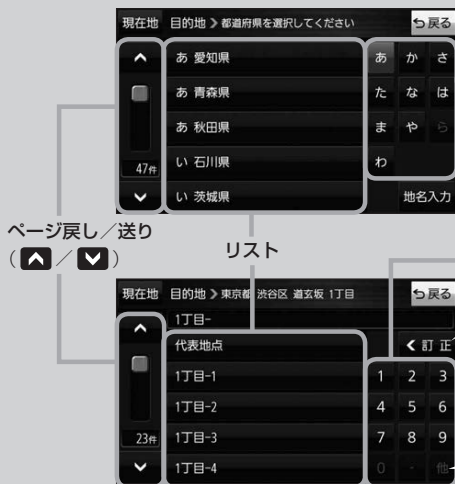 現在地 目的地 > 都道府県を選択してください 戻る
あ 愛知県
あ 青森県
あ 秋田県
い 石川県
い 茨城県
47件
あ か さ
た な は
ま や ら
わ
地名入力
ページ戻し/送り
( / )
リスト
現在地 目的地 > 東京都 渋谷区 道玄坂 1丁目 戻る
1丁目-
代表地点
1丁目-1
1丁目-2
1丁目-3
1丁目-4
23件
訂 正
1 2 3
4 5 6
7 8 9
0 - 他